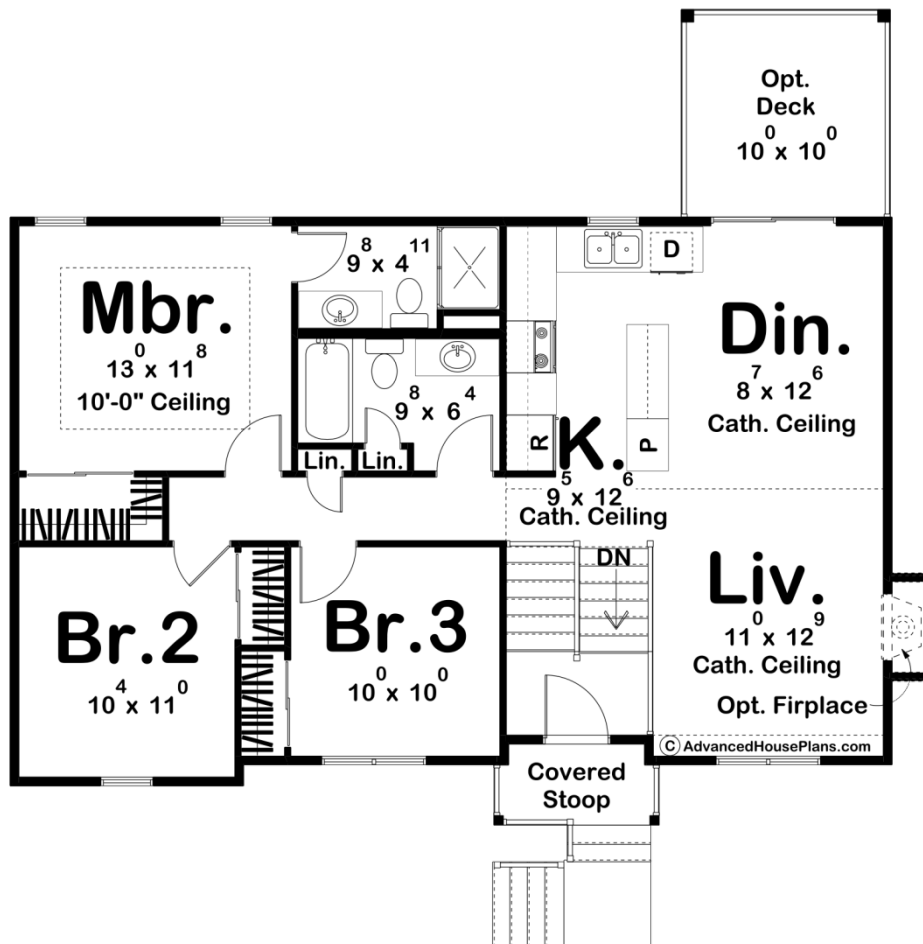 Opt.
Deck
10⁰ x 10⁰
Mbr.
13⁰ x 11⁸
10'-0" Ceiling
9⁸ x 4¹¹
D
Din.
8⁷ x 12⁶
Cath. Ceiling
9⁸ x 6⁴
Lin.
Lin.
R
P
K.
9⁵ x 12⁶
Cath. Ceiling
DN
Liv.
11⁰ x 12⁹
Cath. Ceiling
Opt. Firplace
Br.2
10⁴ x 11⁰
Br.3
10⁰ x 10⁰
© AdvancedHousePlans.com
Covered
Stoop